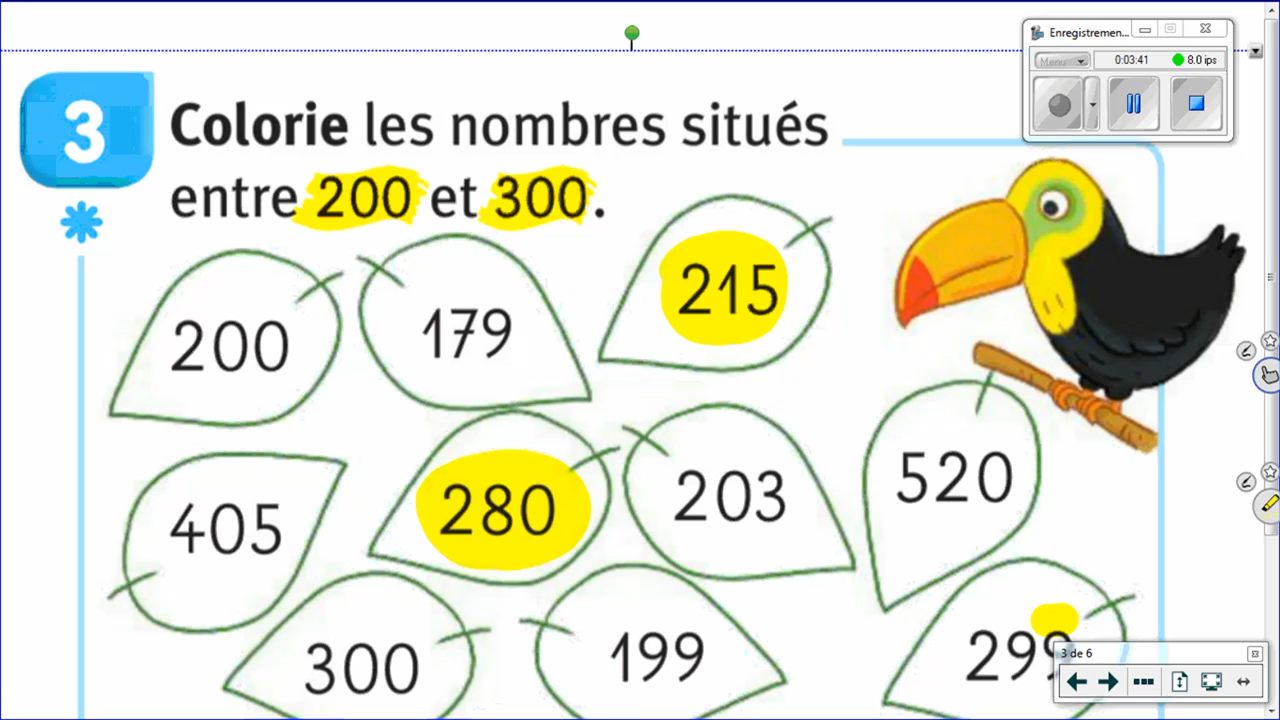 Enregistremen...
Menu
0:03:41
8.0 ips
3
Colorie les nombres situés
entre 200 et 300.
200
179
215
405
280
203
520
300
199
299
3 de 6